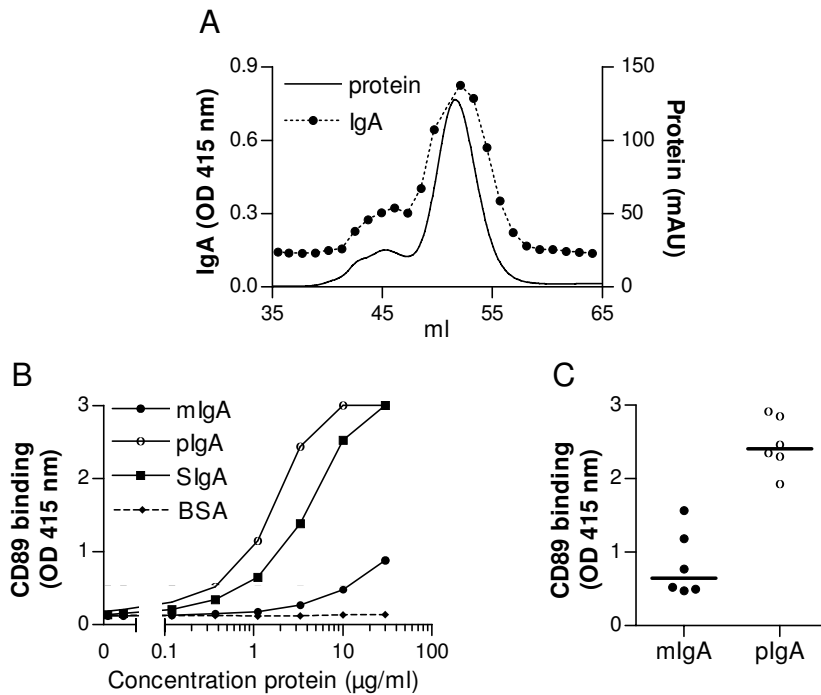 A
IgA (OD 415 nm)
0.9
0.6
0.3
0.0
protein
IgA
150
100
50
0
Protein (mAU)
35 45 55 65
ml
B
CD89 binding
(OD 415 nm)
3
2
1
0
mIgA
pIgA
SIgA
BSA
0 0.1 1 10 100
Concentration protein (µg/ml)
C
CD89 binding
(OD 415 nm)
3
2
1
0
mIgA pIgA